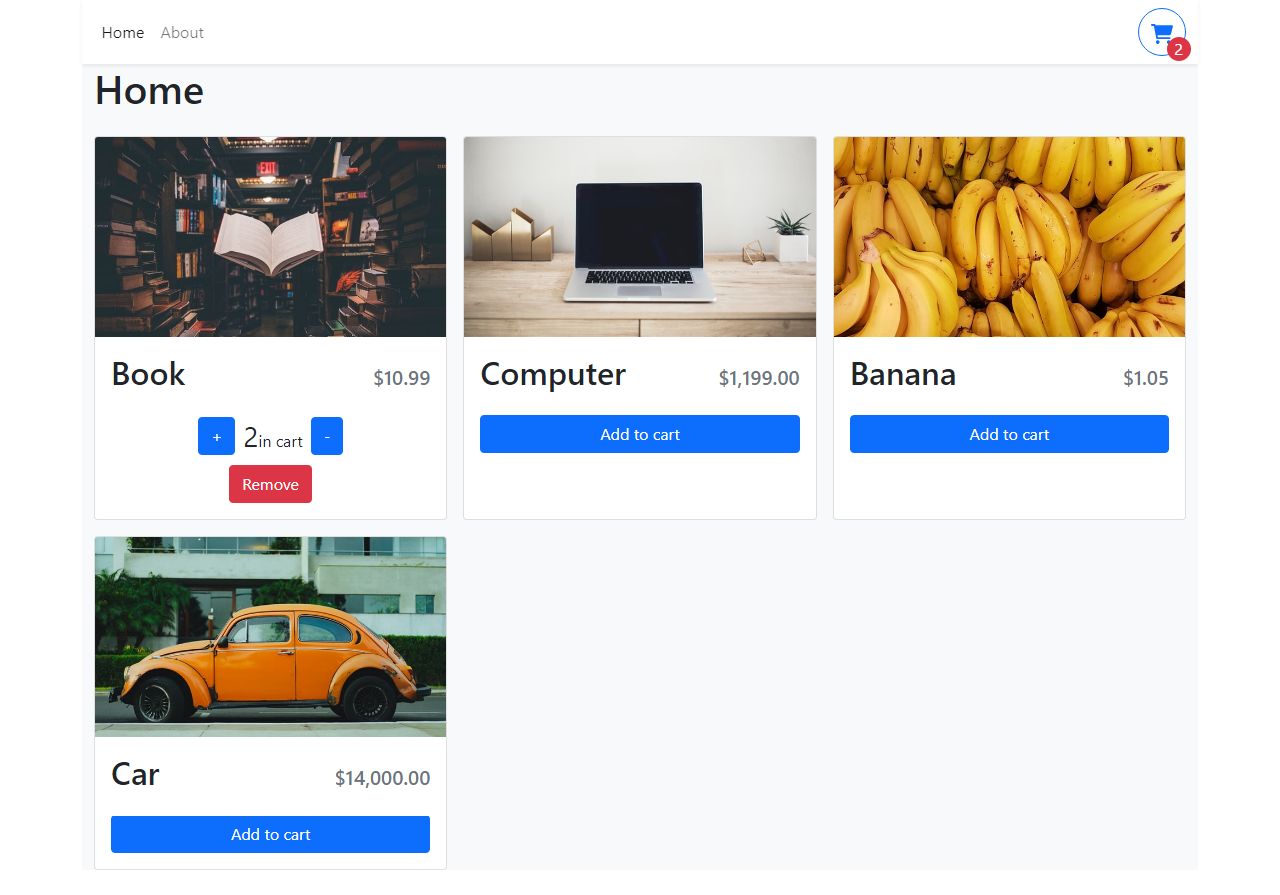 Home About
2
Home
EXIT
Book $10.99
+ 2in cart -
Remove
Computer $1,199.00
Add to cart
Banana $1.05
Add to cart
Car $14,000.00
Add to cart